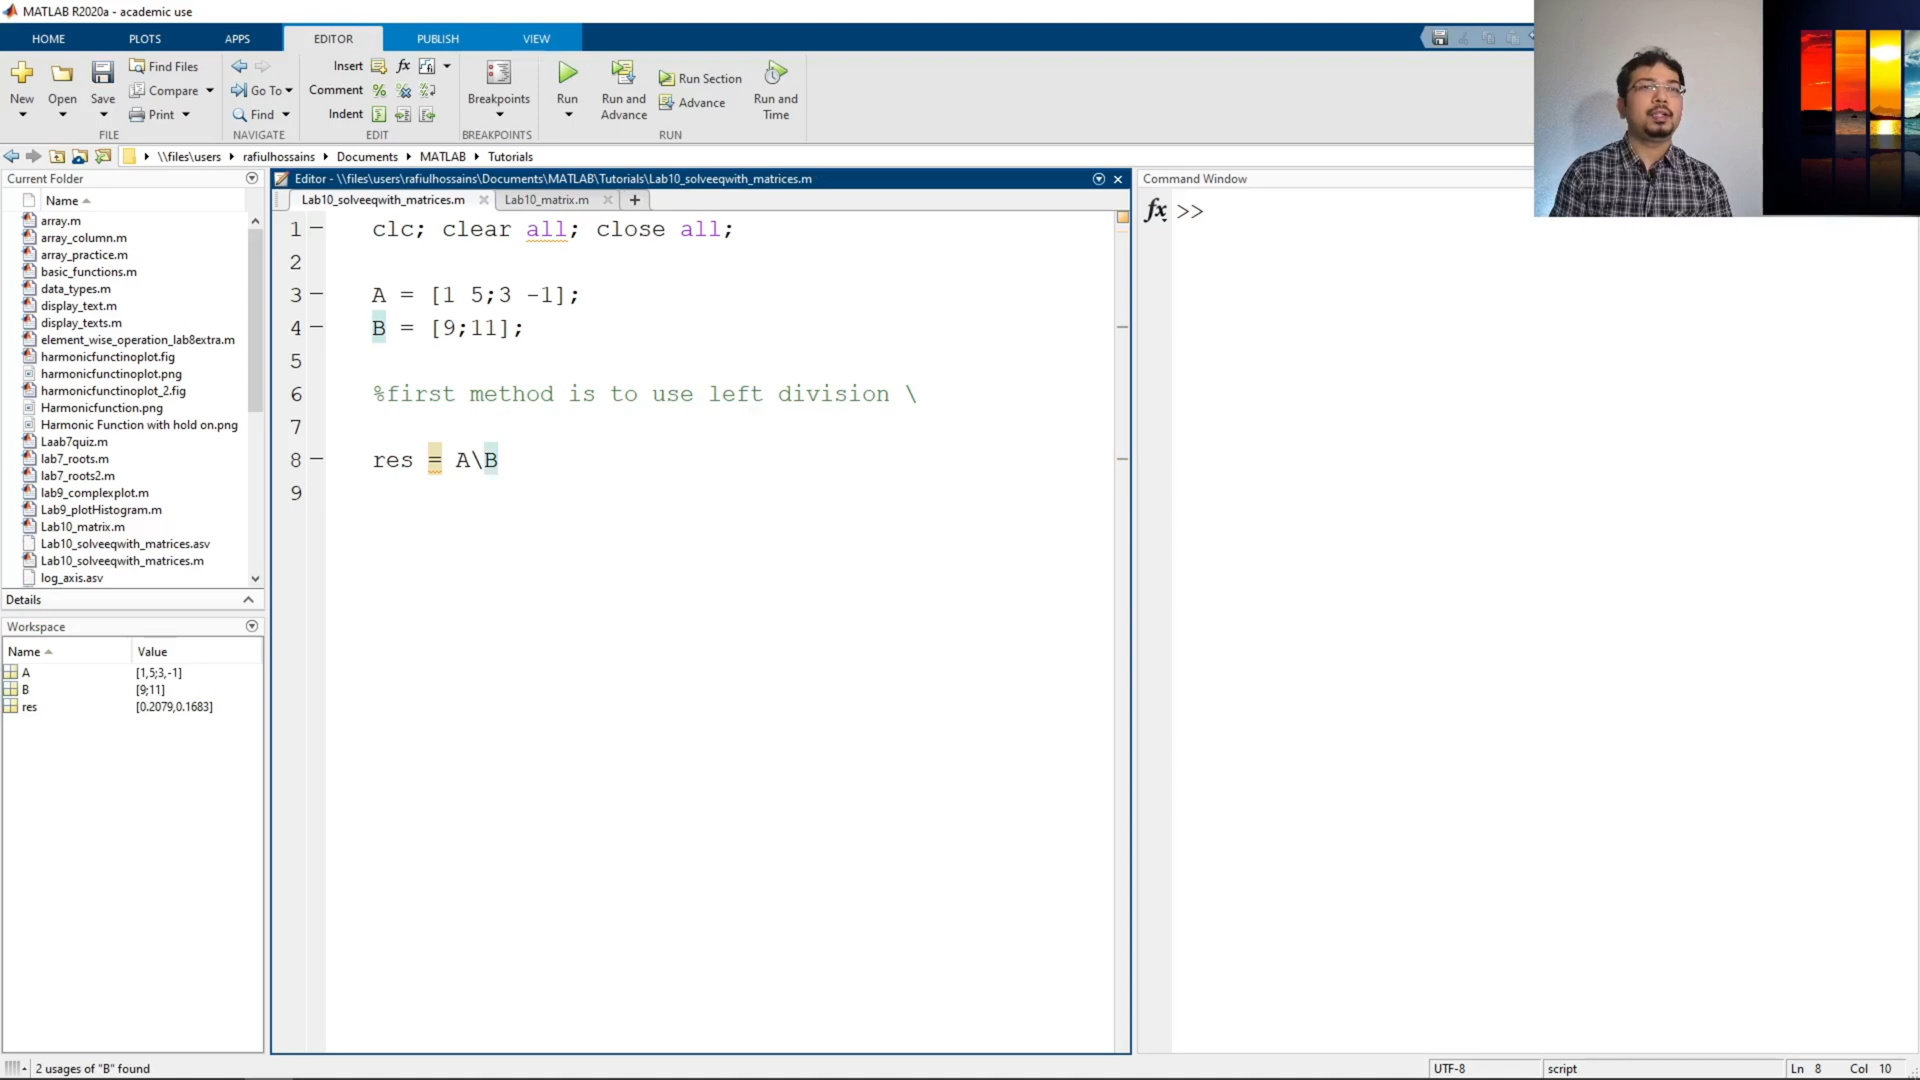 MATLAB R2020a - academic use
HOME PLOTS APPS EDITOR PUBLISH VIEW
New Open Save Find Files Compare Print
Go To Find
Insert fx
Comment
Indent
Breakpoints Run Run and Advance Run Section Advance Run and Time
FILE NAVIGATE EDIT BREAKPOINTS RUN
\\files\users rafiulhossains Documents MATLAB Tutorials
Current Folder
Name
array.m
array_column.m
array_practice.m
basic_functions.m
data_types.m
display_text.m
display_texts.m
element_wise_operation_lab8extra.m
harmonicfunctinoplot.fig
harmonicfunctinoplot.png
harmonicfunctinoplot_2.fig
Harmonicfunction.png
Harmonic Function with hold on.png
Laab7quiz.m
lab7_roots.m
lab7_roots2.m
lab9_complexplot.m
Lab9_plotHistogram.m
Lab10_matrix.m
Lab10_solveeqwith_matrices.asv
Lab10_solveeqwith_matrices.m
log_axis.asv
Details
Workspace
Name Value
A [1,5;3,-1]
B [9;11]
res [0.2079,0.1683]
Editor - \\files\users\rafiulhossains\Documents\MATLAB\Tutorials\Lab10_solveeqwith_matrices.m
Lab10_solveeqwith_matrices.m Lab10_matrix.m
1 clc; clear all; close all;
2
3 A = [1 5;3 -1];
4 B = [9;11];
5
6 %first method is to use left division \
7
8 res = A\B
9
Command Window
fx >>
2 usages of "B" found
UTF-8 script Ln 8 Col 10